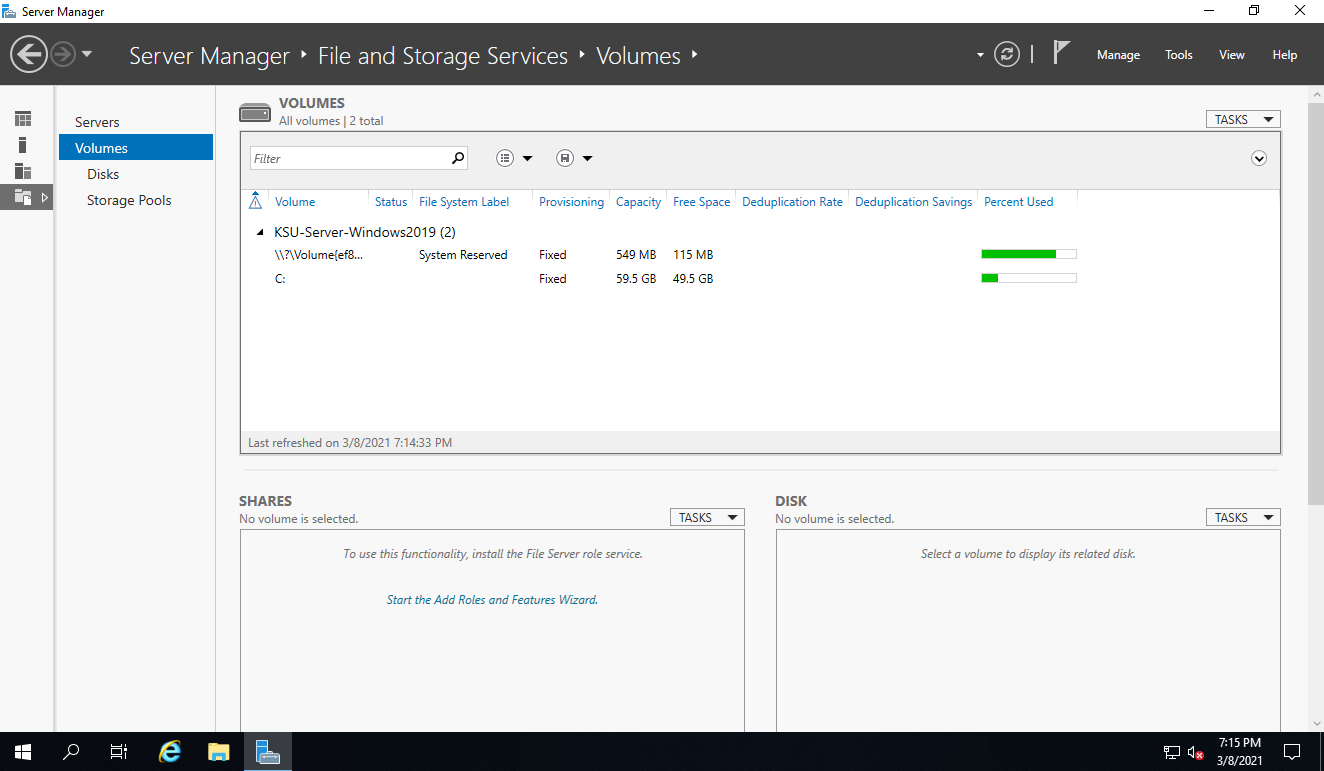 Server Manager
Server Manager ‣ File and Storage Services ‣ Volumes ‣
Manage Tools View Help
Servers
Volumes
Disks
Storage Pools
VOLUMES
All volumes | 2 total
TASKS
Filter
Volume Status File System Label Provisioning Capacity Free Space Deduplication Rate Deduplication Savings Percent Used
KSU-Server-Windows2019 (2)
\\?\Volume{ef8... System Reserved Fixed 549 MB 115 MB
C: Fixed 59.5 GB 49.5 GB
Last refreshed on 3/8/2021 7:14:33 PM
SHARES
No volume is selected.
TASKS
To use this functionality, install the File Server role service.
Start the Add Roles and Features Wizard.
DISK
No volume is selected.
TASKS
Select a volume to display its related disk.
7:15 PM
3/8/2021